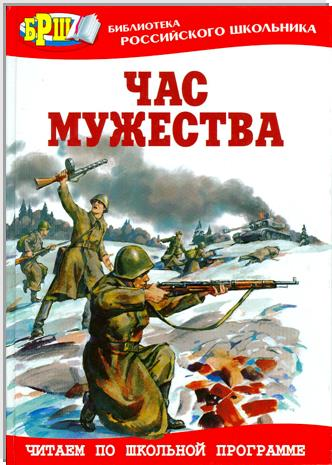 БРШ
БИБЛИОТЕКА
РОССИЙСКОГО ШКОЛЬНИКА
ЧАС
МУЖЕСТВА
ЧИТАЕМ ПО ШКОЛЬНОЙ ПРОГРАММЕ